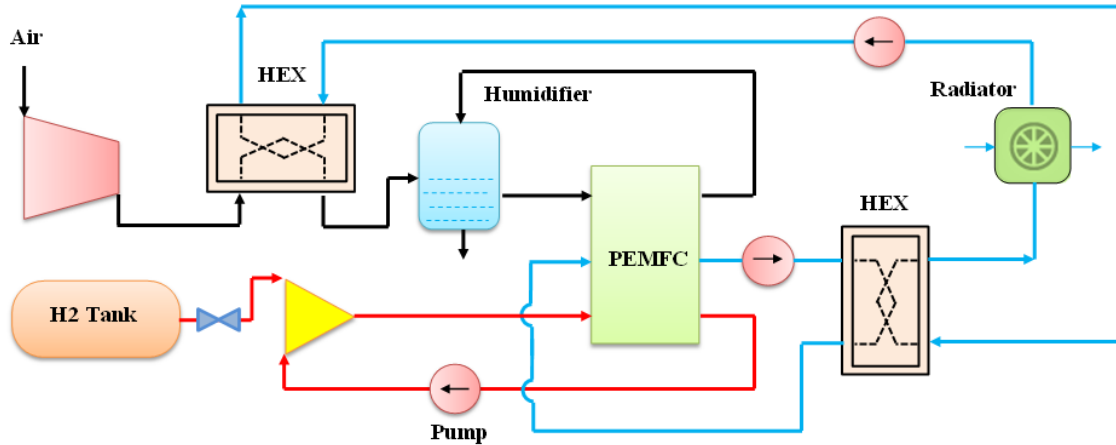 Air
HEX
Humidifier
Radiator
HEX
PEMFC
H2 Tank
Pump